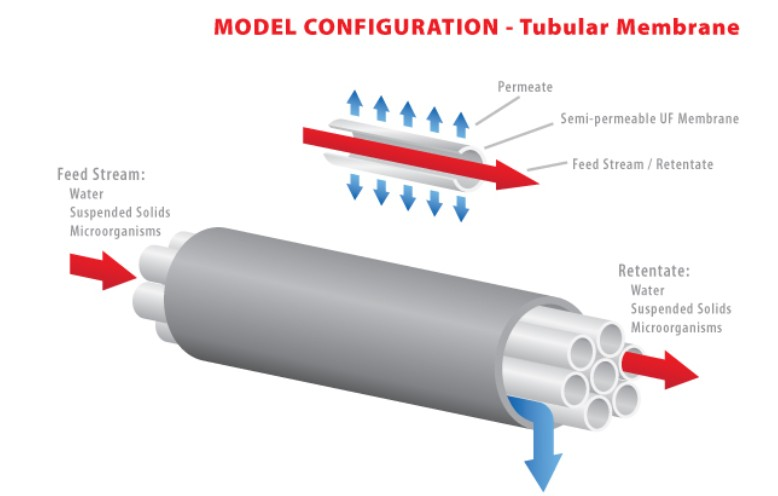 MODEL CONFIGURATION - Tubular Membrane
Permeate
Semi-permeable UF Membrane
Feed Stream / Retentate
Feed Stream:
Water
Suspended Solids
Microorganisms
Retentate:
Water
Suspended Solids
Microorganisms